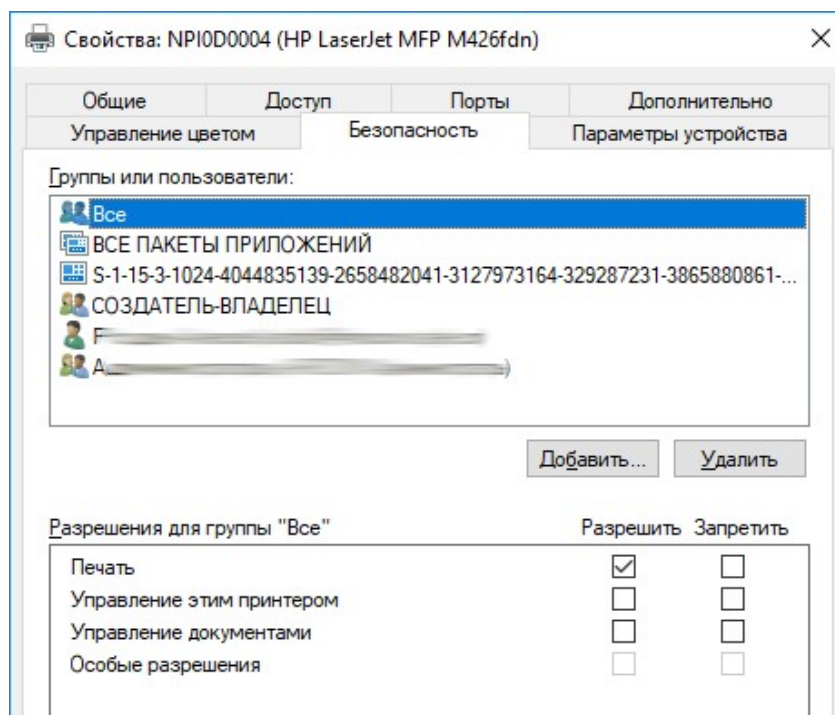 Свойства: NPI0D0004 (HP LaserJet MFP M426fdn)
Общие Доступ Порты Дополнительно
Управление цветом Безопасность Параметры устройства
Группы или пользователи:
Все
ВСЕ ПАКЕТЫ ПРИЛОЖЕНИЙ
S-1-15-3-1024-4044835139-2658482041-3127973164-329287231-3865880861-...
СОЗДАТЕЛЬ-ВЛАДЕЛЕЦ
Добавить... Удалить
Разрешения для группы "Все" Разрешить Запретить
Печать
Управление этим принтером
Управление документами
Особые разрешения